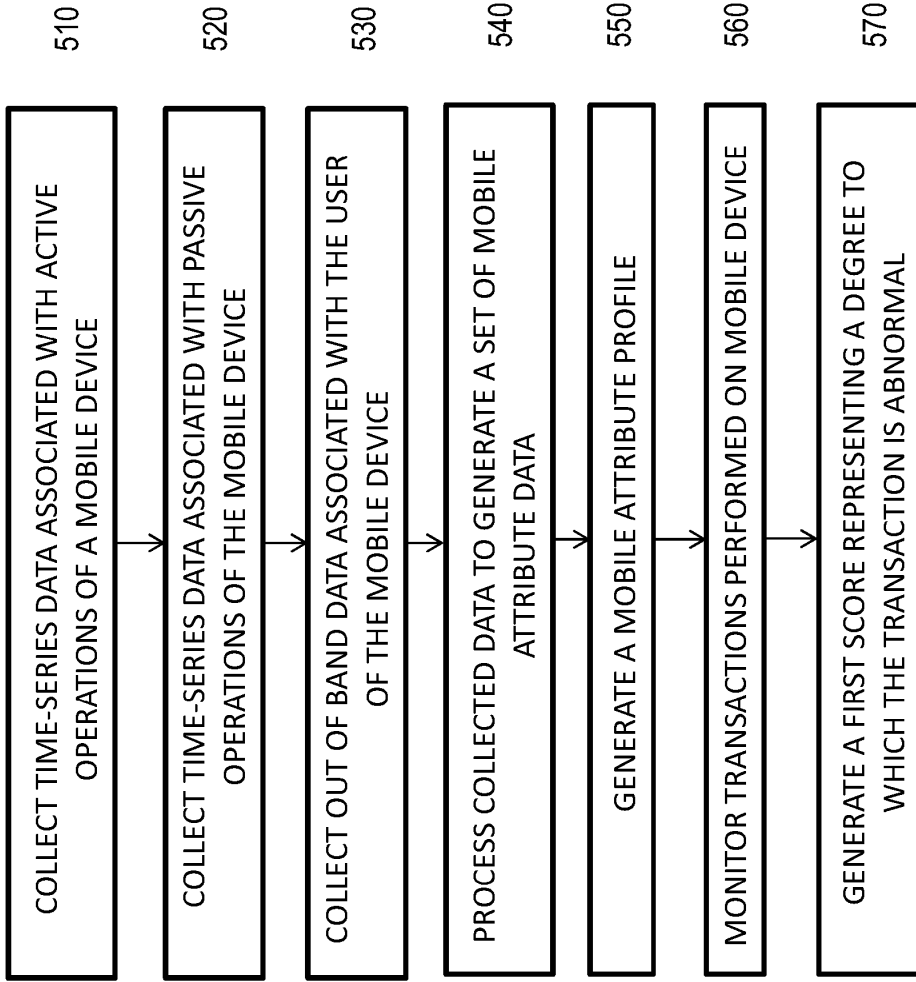 COLLECT TIME-SERIES DATA ASSOCIATED WITH ACTIVE
OPERATIONS OF A MOBILE DEVICE
510
COLLECT TIME-SERIES DATA ASSOCIATED WITH PASSIVE
OPERATIONS OF THE MOBILE DEVICE
520
COLLECT OUT OF BAND DATA ASSOCIATED WITH THE USER
OF THE MOBILE DEVICE
530
PROCESS COLLECTED DATA TO GENERATE A SET OF MOBILE
ATTRIBUTE DATA
540
GENERATE A MOBILE ATTRIBUTE PROFILE
550
MONITOR TRANSACTIONS PERFORMED ON MOBILE DEVICE
560
GENERATE A FIRST SCORE REPRESENTING A DEGREE TO
WHICH THE TRANSACTION IS ABNORMAL
570